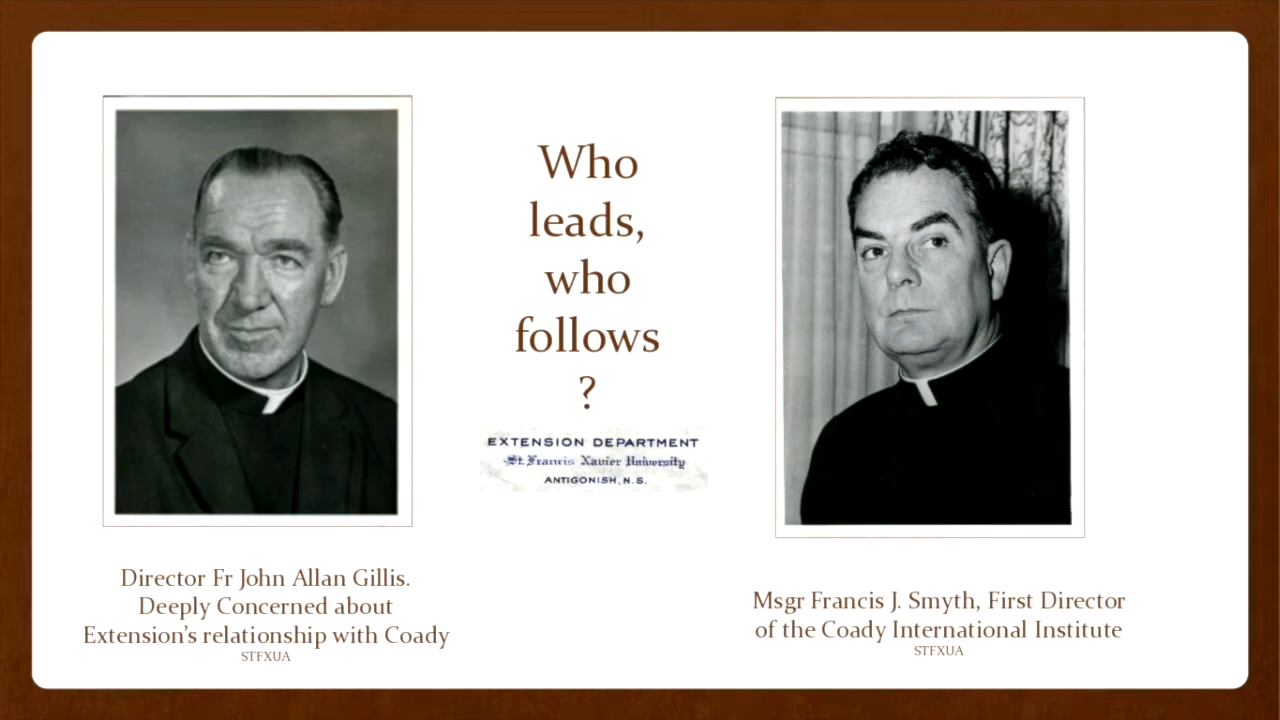 Who
leads,
who
follows
?
EXTENSION DEPARTMENT
St. Francis Xavier University
ANTIGONISH, N.S.
Director Fr John Allan Gillis.
Deeply Concerned about
Extension’s relationship with Coady
STFXUA
Msgr Francis J. Smyth, First Director
of the Coady International Institute
STFXUA